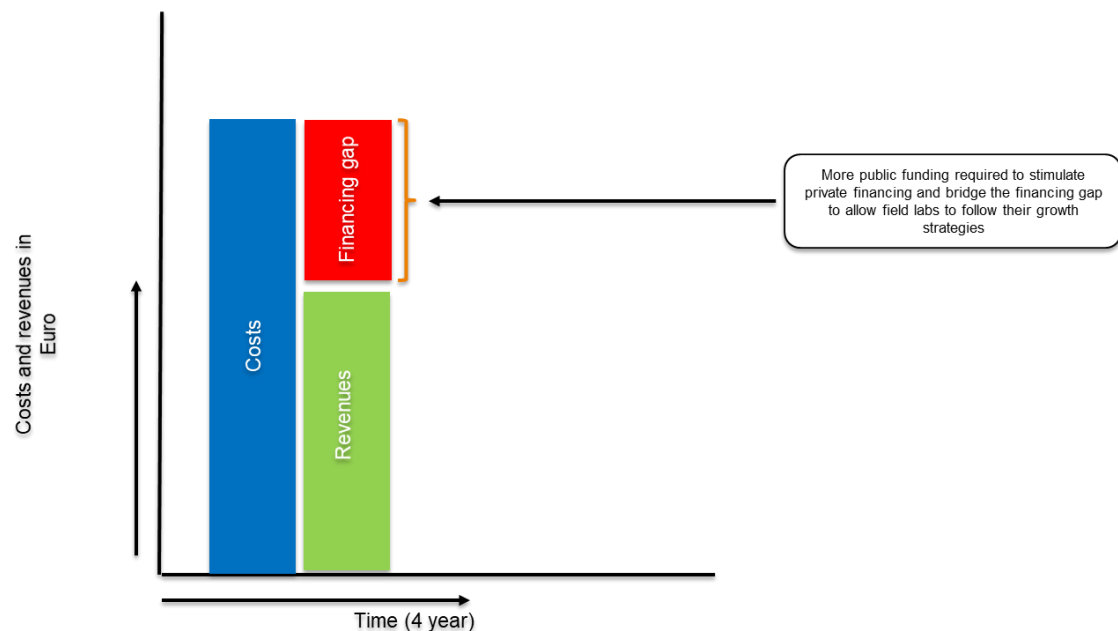 Costs and revenues in
Euro
Costs
Financing gap
Revenues
More public funding required to stimulate
private financing and bridge the financing gap
to allow field labs to follow their growth
strategies
Time (4 year)